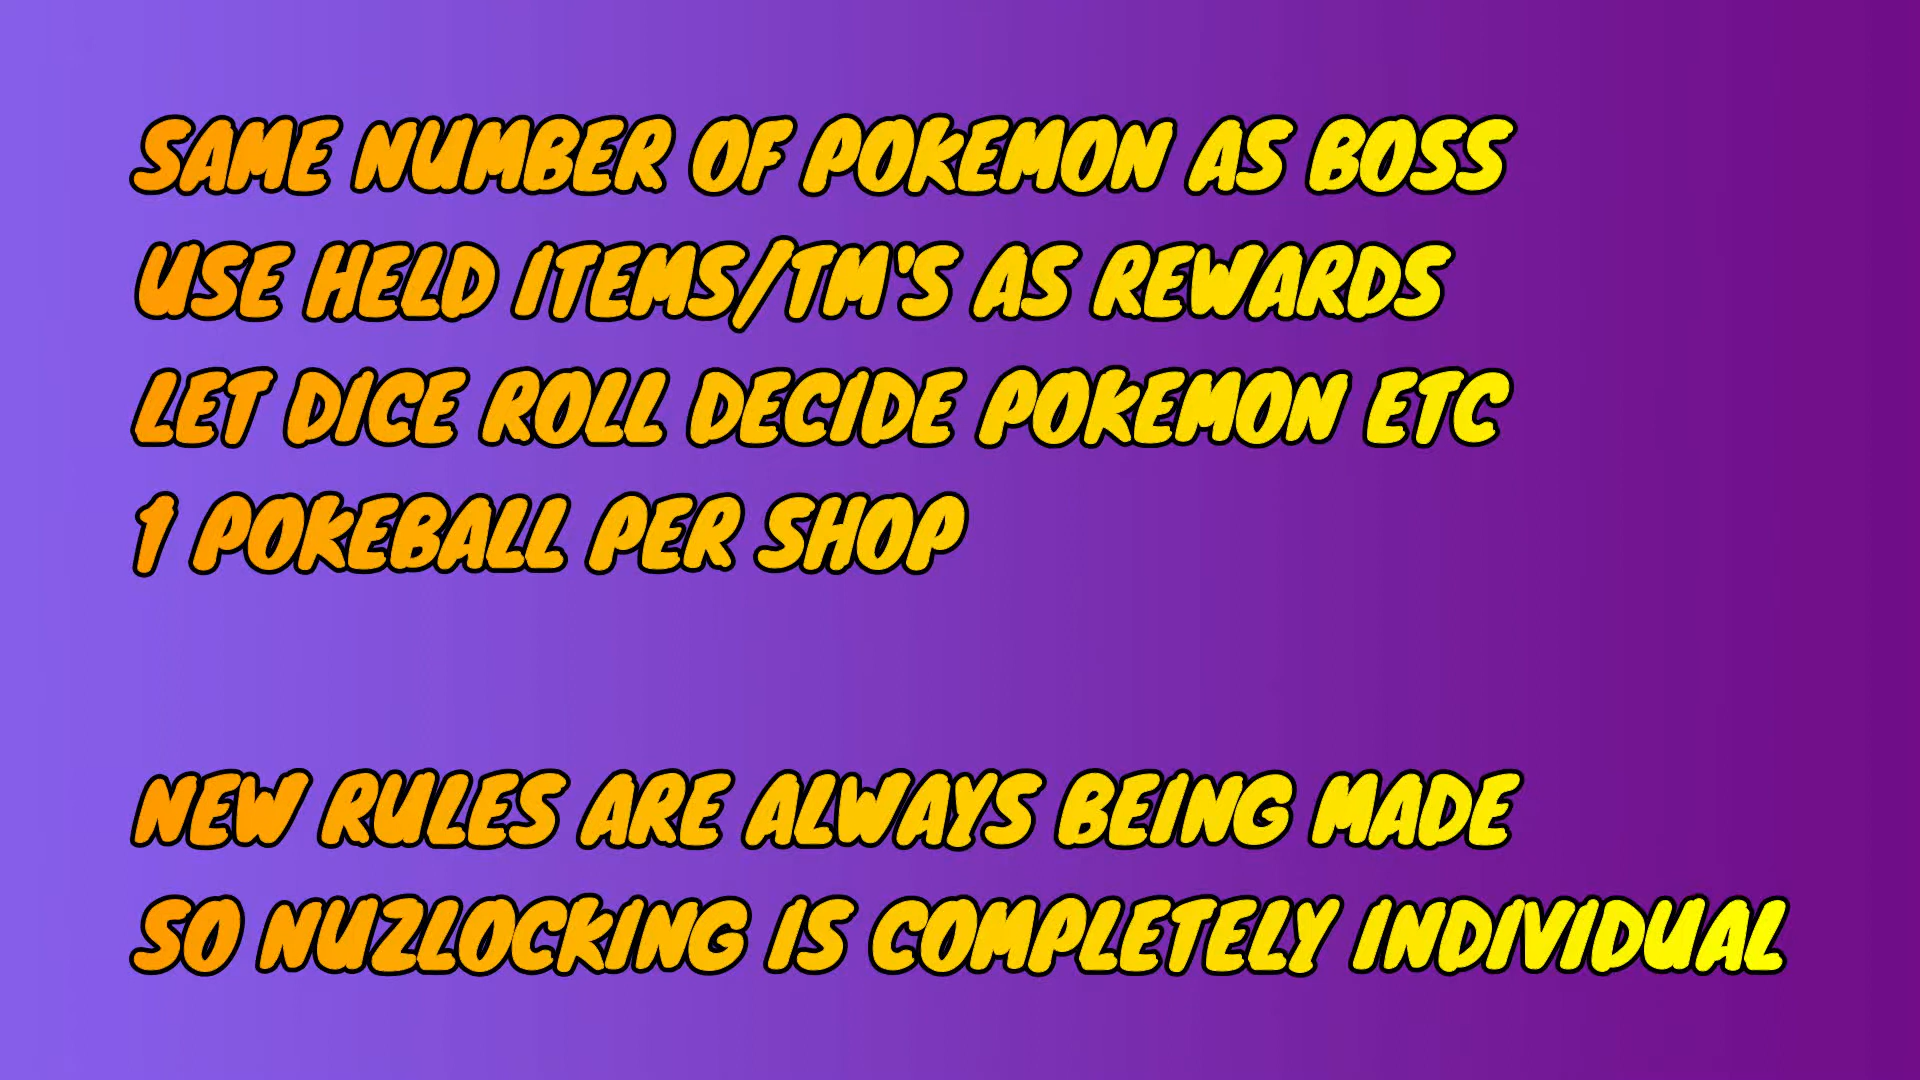 SAME NUMBER OF POKEMON AS BOSS
USE HELD ITEMS/TM'S AS REWARDS
LET DICE ROLL DECIDE POKEMON ETC
1 POKEBALL PER SHOP
NEW RULES ARE ALWAYS BEING MADE
SO NUZLOCKING IS COMPLETELY INDIVIDUAL